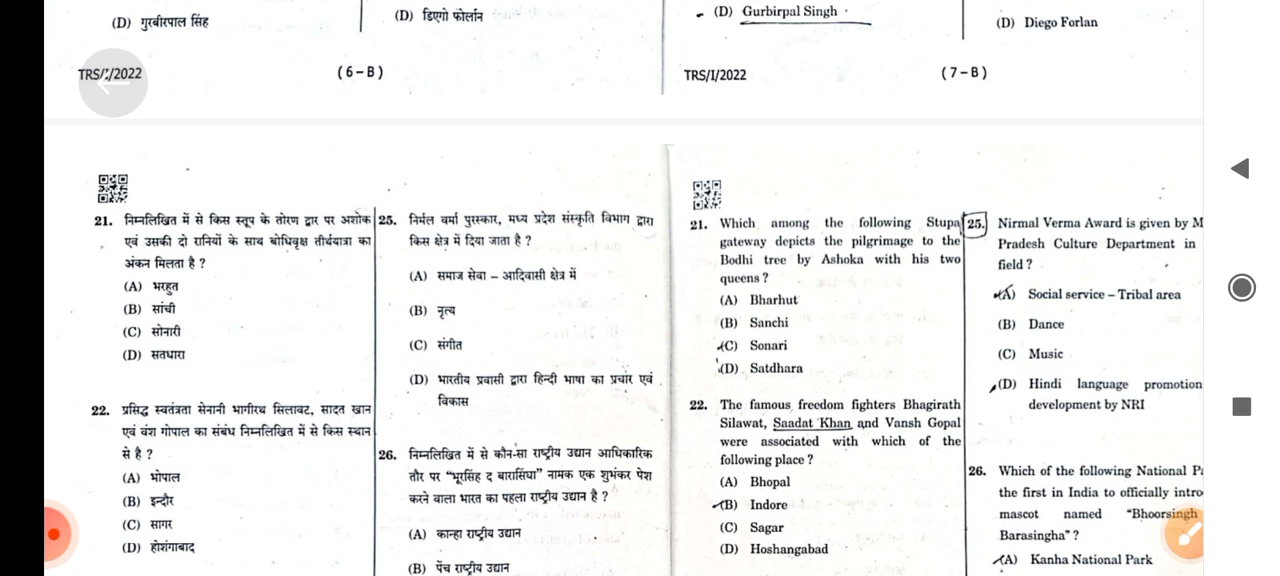 (D) गुरबीरपाल सिंह
(D) डिएगो फोर्लान
TRS/I/2022
(6–B)
21. निम्नलिखित में से किस स्तूप के तोरण द्वार पर अशोक
एवं उसकी दो रानियों के साथ बोधिवृक्ष तीर्थयात्रा का
अंकन मिलता है ?
(A) भरहुत
(B) सांची
(C) सोनारी
(D) सतधारा
22. प्रसिद्ध स्वतंत्रता सेनानी भागीरथ सिलावट, सादत खान
एवं वंश गोपाल का संबंध निम्नलिखित में से किस स्थान
से है ?
(A) भोपाल
(B) इन्दौर
(C) सागर
(D) होशंगाबाद
25. निर्मल वर्मा पुरस्कार, मध्य प्रदेश संस्कृति विभाग द्वारा
किस क्षेत्र में दिया जाता है ?
(A) समाज सेवा – आदिवासी क्षेत्र में
(B) नृत्य
(C) संगीत
(D) भारतीय प्रवासी द्वारा हिन्दी भाषा का प्रचार एवं
विकास
26. निम्नलिखित में से कौन-सा राष्ट्रीय उद्यान आधिकारिक
तौर पर “भूरसिंह द बारासिंघा” नामक एक शुभंकर पेश
करने वाला भारत का पहला राष्ट्रीय उद्यान है ?
(A) कान्हा राष्ट्रीय उद्यान
(B) पेंच राष्ट्रीय उद्यान
(D) Gurbirpal Singh
(D) Diego Forlan
TRS/I/2022
(7–B)
21. Which among the following Stupa
gateway depicts the pilgrimage to the
Bodhi tree by Ashoka with his two
queens ?
(A) Bharhut
(B) Sanchi
(C) Sonari
(D) Satdhara
22. The famous freedom fighters Bhagirath
Silawat, Saadat Khan and Vansh Gopal
were associated with which of the
following place ?
(A) Bhopal
(B) Indore
(C) Sagar
(D) Hoshangabad
25. Nirmal Verma Award is given by M
Pradesh Culture Department in
field ?
(A) Social service – Tribal area
(B) Dance
(C) Music
(D) Hindi language promotion
development by NRI
26. Which of the following National Pa
the first in India to officially intro
mascot named “Bhoorsingh
Barasingha” ?
(A) Kanha National Park